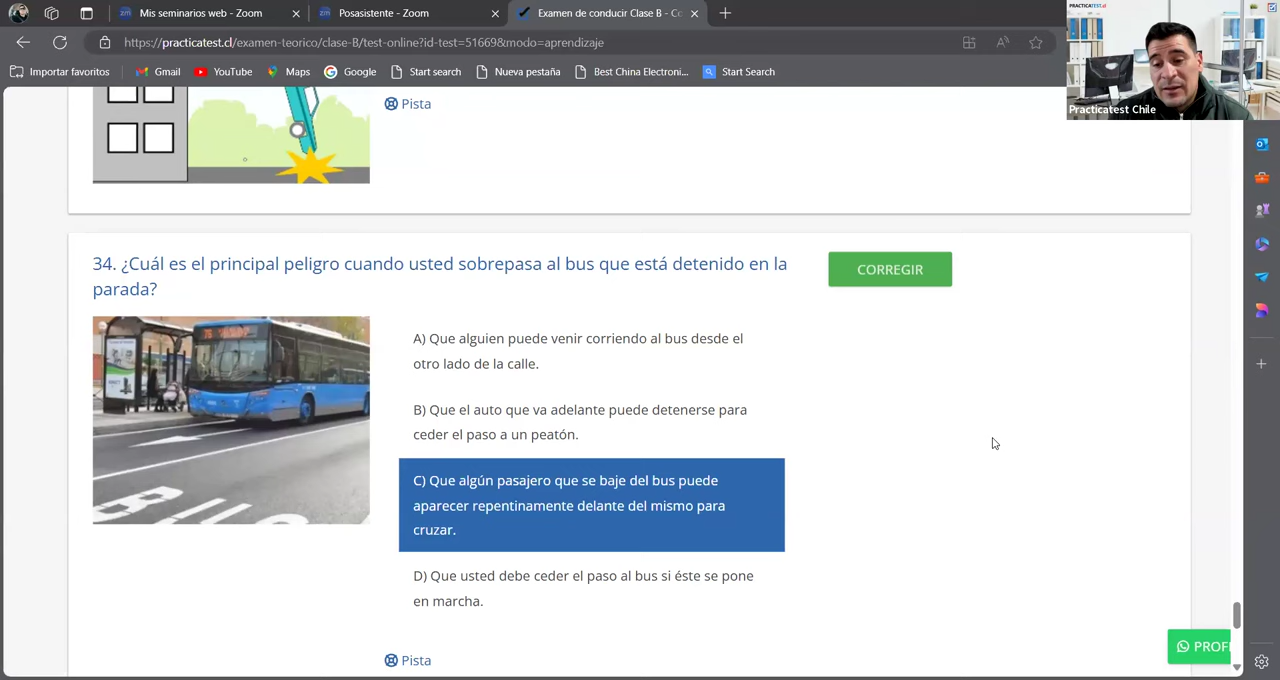 Mis seminarios web - Zoom
Posasistente - Zoom
Examen de conducir Clase B - Co
https://practicatest.cl/examen-teorico/clase-B/test-online?id-test=51669&modo=aprendizaje
Importar favoritos
Gmail
YouTube
Maps
Google
Start search
Nueva pestaña
Best China Electroni...
Start Search
PRACTICATEST.cl
Practicatest Chile
Pista
34. ¿Cuál es el principal peligro cuando usted sobrepasa al bus que está detenido en la
parada?
CORREGIR
A) Que alguien puede venir corriendo al bus desde el
otro lado de la calle.
B) Que el auto que va adelante puede detenerse para
ceder el paso a un peatón.
C) Que algún pasajero que se baje del bus puede
aparecer repentinamente delante del mismo para
cruzar.
D) Que usted debe ceder el paso al bus si éste se pone
en marcha.
BUS
Pista
PROF